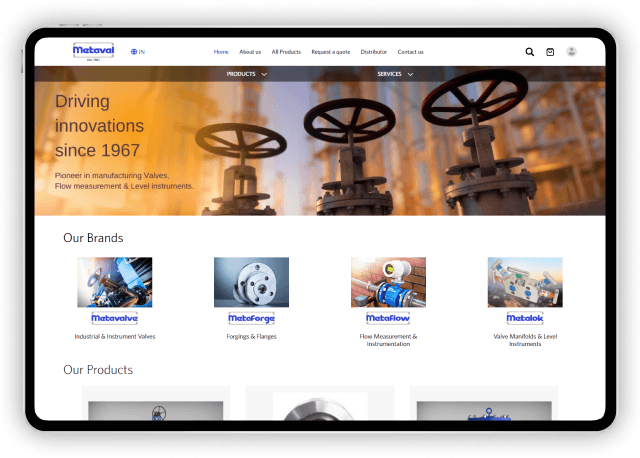 Metaval
IN
Home About us All Products Request a quote Distributor Contact us
PRODUCTS SERVICES
Driving
innovations
since 1967
Pioneer in manufacturing Valves,
Flow measurement & Level instruments.
Our Brands
Metavalve
Metaforge
Metaflow
Metalok
Industrial & Instrument Valves
Forgings & Flanges
Flow Measurement &
Instrumentation
Valve Manifolds & Level
Instruments
Our Products